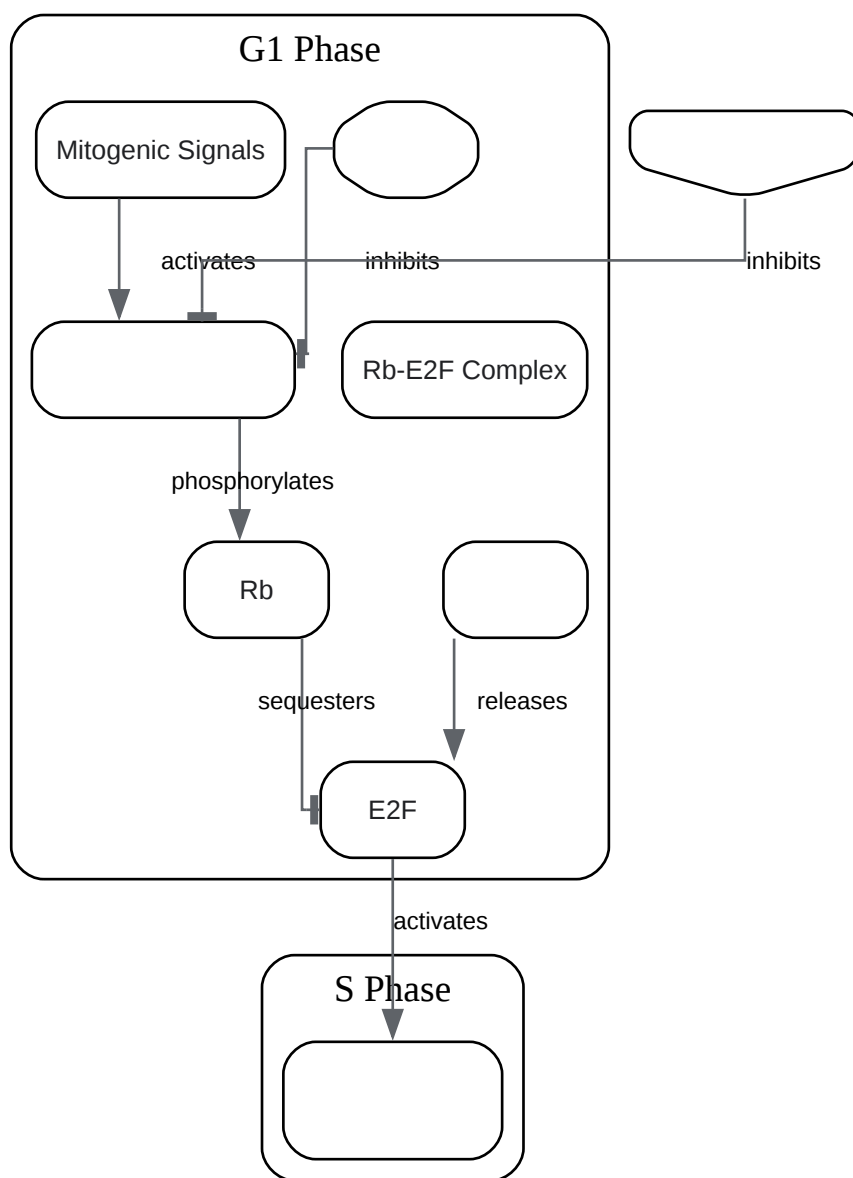 G1 Phase
Mitogenic Signals
activates
inhibits
inhibits
Rb-E2F Complex
phosphorylates
Rb
sequesters
releases
E2F
activates
S Phase